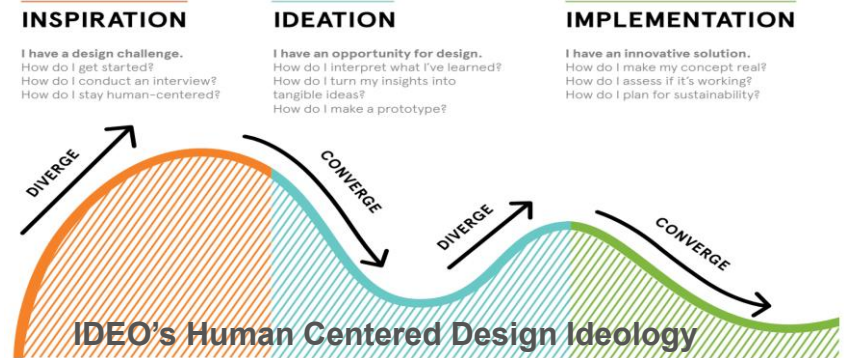 INSPIRATION
I have a design challenge.
How do I get started?
How do I conduct an interview?
How do I stay human-centered?
IDEATION
I have an opportunity for design.
How do I interpret what I've learned?
How do I turn my insights into
tangible ideas?
How do I make a prototype?
IMPLEMENTATION
I have an innovative solution.
How do I make my concept real?
How do I assess if it's working?
How do I plan for sustainability?
DIVERGE
CONVERGE
DIVERGE
CONVERGE
IDEO's Human Centered Design Ideology